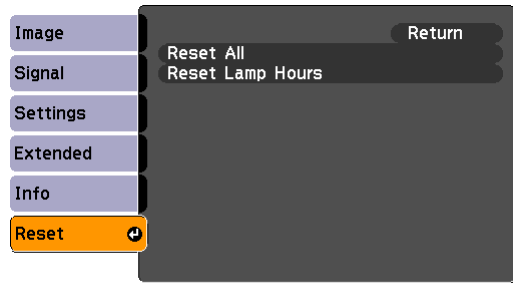 Image
Signal
Settings
Extended
Info
Reset
Return
Reset All
Reset Lamp Hours